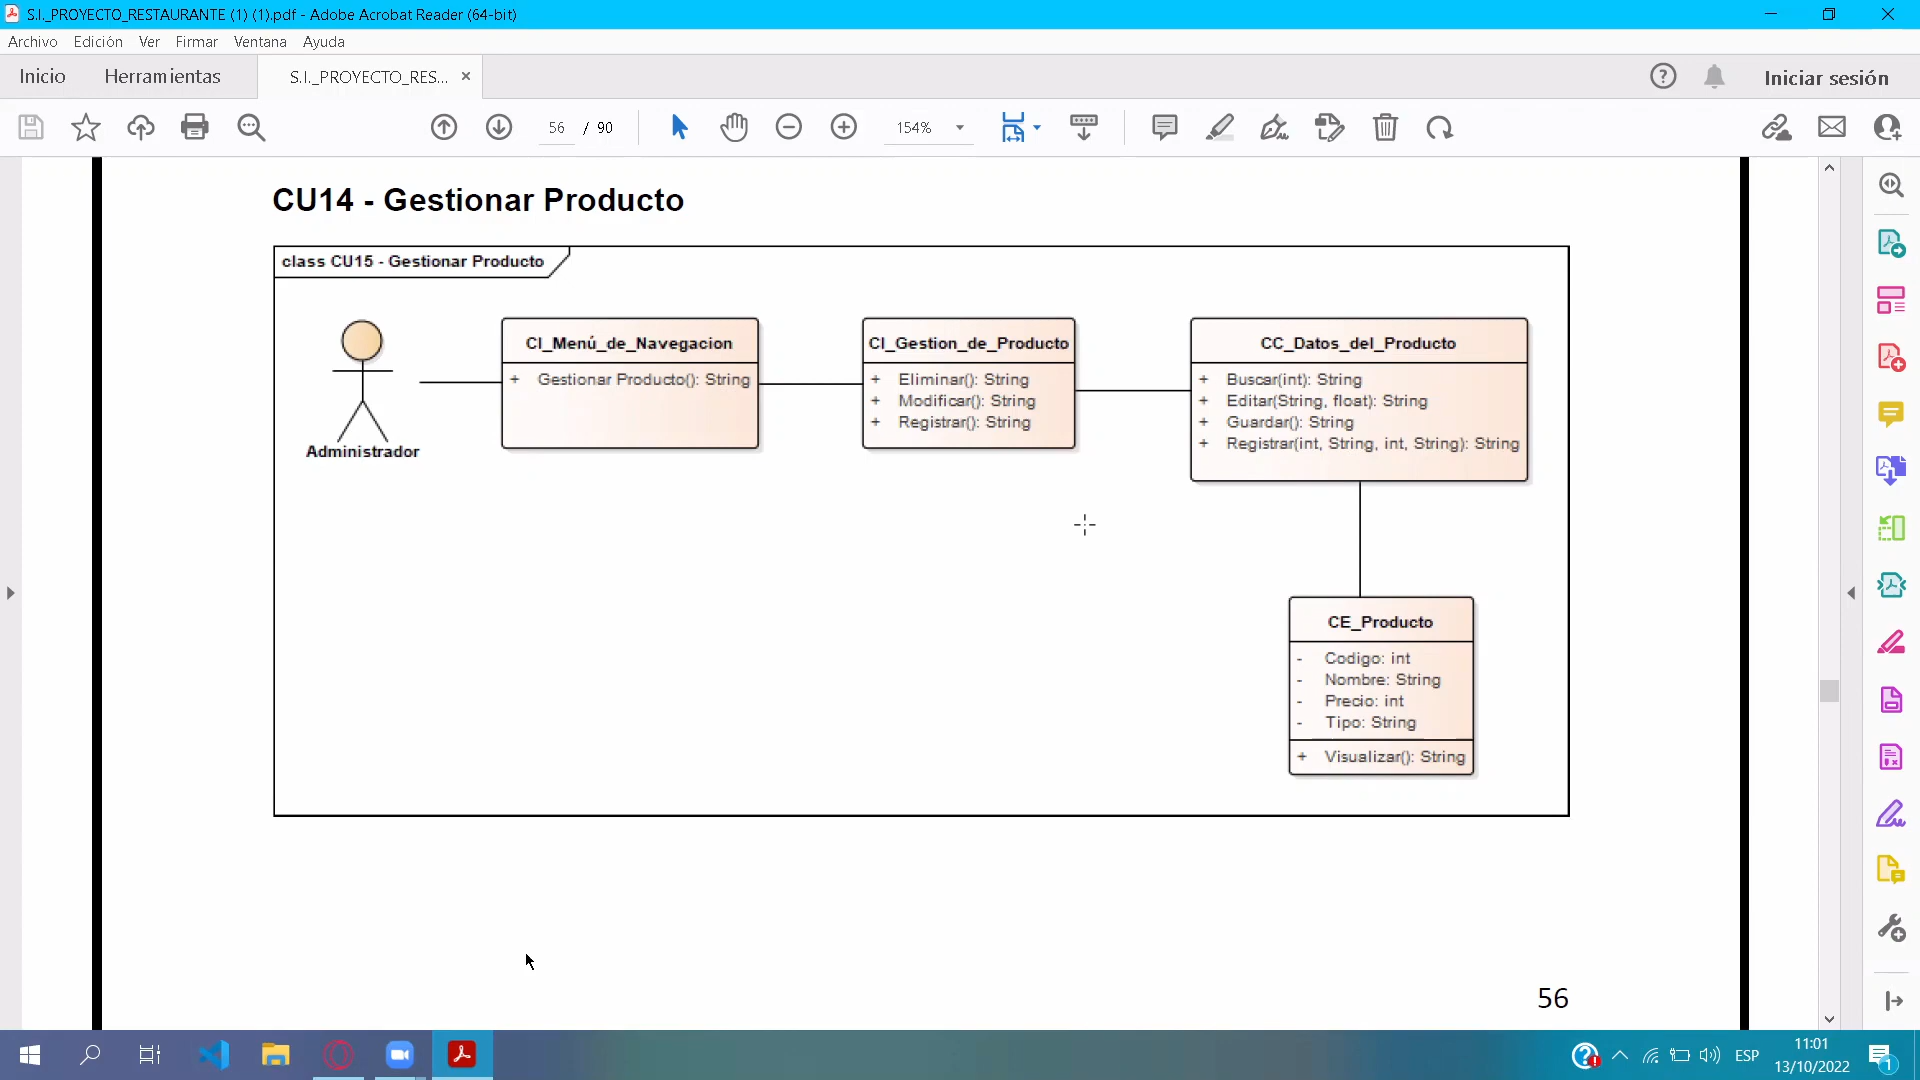 S.I._PROYECTO_RESTAURANTE (1) (1).pdf - Adobe Acrobat Reader (64-bit)
Archivo Edición Ver Firmar Ventana Ayuda
Inicio Herramientas S.I._PROYECTO_RES... × Iniciar sesión
56 / 90 154%
CU14 - Gestionar Producto
class CU15 - Gestionar Producto
Administrador
CI_Menú_de_Navegacion
+ Gestionar Producto(): String
CI_Gestion_de_Producto
+ Eliminar(): String
+ Modificar(): String
+ Registrar(): String
CC_Datos_del_Producto
+ Buscar(int): String
+ Editar(String, float): String
+ Guardar(): String
+ Registrar(int, String, int, String): String
CE_Producto
- Codigo: int
- Nombre: String
- Precio: int
- Tipo: String
+ Visualizar(): String
56
ESP
11:01
13/10/2022
1